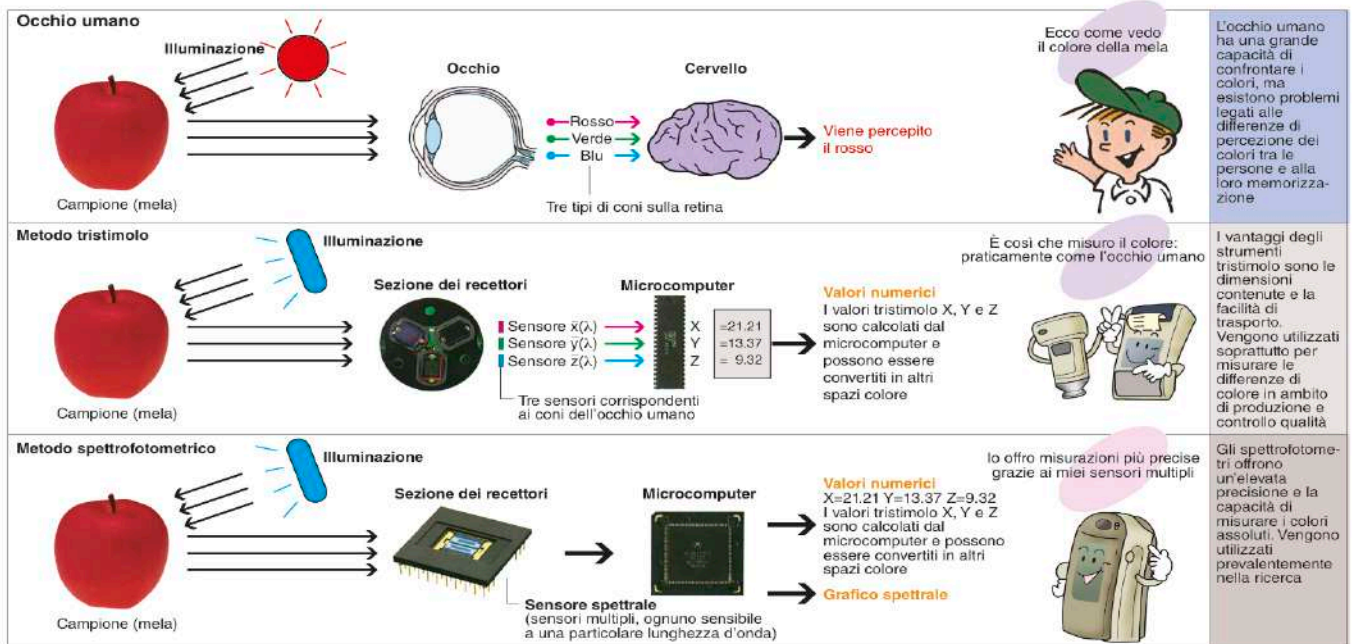 Occhio umano
Illuminazione
Campione (mela)
Occhio
Rosso
Verde
Blu
Tre tipi di coni sulla retina
Cervello
Viene percepito
il rosso
Ecco come vedo
il colore della mela
L'occhio umano
ha una grande
capacità di
confrontare i
colori, ma
esistono problemi
legati alle
differenze di
percezione dei
colori tra le
persone e alla
loro memorizza-
zione
Metodo tristimolo
Illuminazione
Campione (mela)
Sezione dei recettori
Sensore x̄(λ)
Sensore ȳ(λ)
Sensore z̄(λ)
Tre sensori corrispondenti
ai coni dell'occhio umano
Microcomputer
X =21.21
Y =13.37
Z = 9.32
Valori numerici
I valori tristimolo X, Y e Z
sono calcolati dal
microcomputer e
possono essere
convertiti in altri
spazi colore
È così che misuro il colore:
praticamente come l'occhio umano
I vantaggi degli
strumenti
tristimolo sono le
dimensioni
contenute e la
facilità di
trasporto.
Vengono utilizzati
soprattutto per
misurare le
differenze di
colore in ambito
di produzione e
controllo qualità
Metodo spettrofotometrico
Illuminazione
Campione (mela)
Sezione dei recettori
Sensore spettrale
(sensori multipli, ognuno sensibile
a una particolare lunghezza d'onda)
Microcomputer
Valori numerici
X=21.21 Y=13.37 Z=9.32
I valori tristimolo X, Y e Z
sono calcolati dal
microcomputer e possono
essere convertiti in altri
spazi colore
Grafico spettrale
Io offro misurazioni più precise
grazie ai miei sensori multipli
Gli spettrofotome-
tri offrono
un'elevata
precisione e la
capacità di
misurare i colori
assoluti. Vengono
utilizzati
prevalentemente
nella ricerca